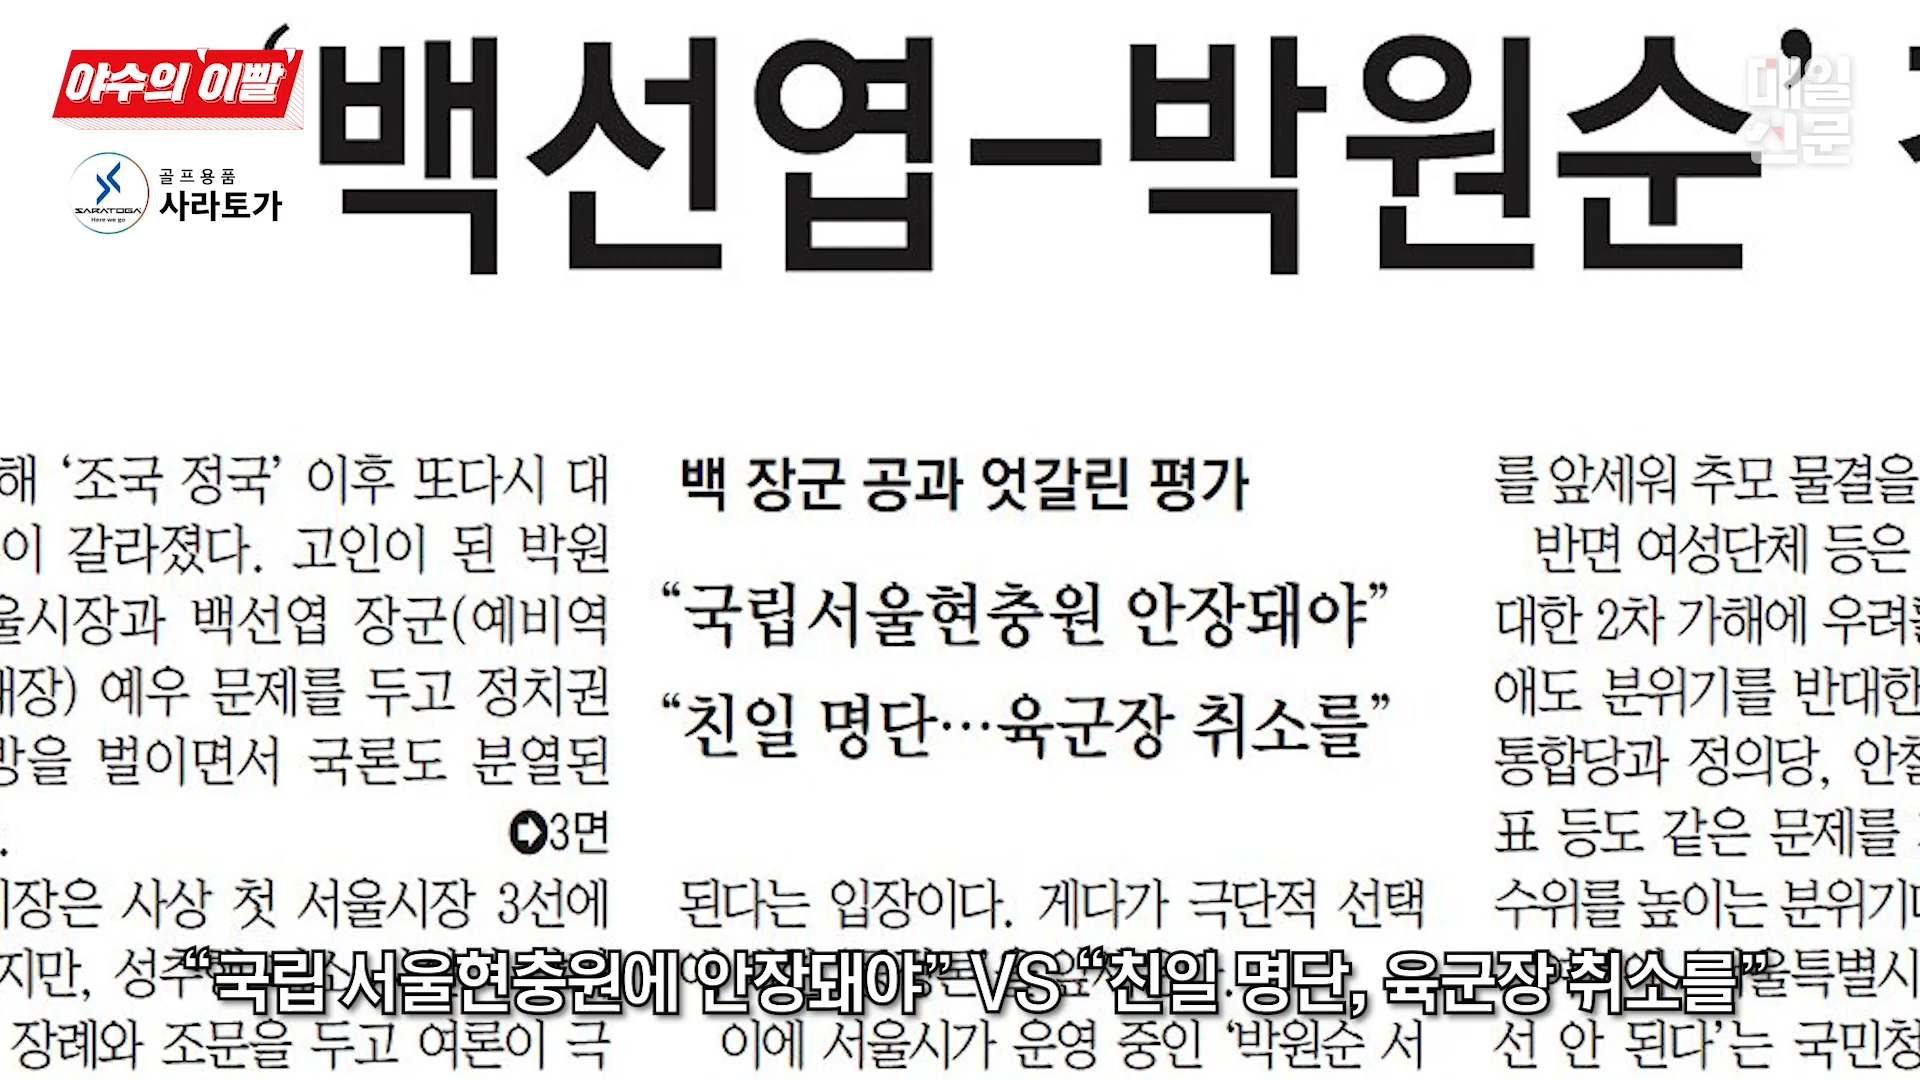 야수의 '이빨'
SARATOGA
Here we go
골프용품
사라토가
매일
신문
‘백선엽–박원순’
해 ‘조국 정국’ 이후 또다시 대
이 갈라졌다. 고인이 된 박원
울시장과 백선엽 장군(예비역
대장) 예우 문제를 두고 정치권
방을 벌이면서 국론도 분열된
➡3면
시장은 사상 첫 서울시장 3선에
지만,
장례와 조문을 두고 여론이 극
백 장군 공과 엇갈린 평가
“국립서울현충원 안장돼야”
“친일 명단…육군장 취소를”
된다는 입장이다. 게다가 극단적 선택
이에 서울시가 운영 중인 ‘박원순 서
를 앞세워 추모 물결을
반면 여성단체 등은
대한 2차 가해에 우려를
애도 분위기를 반대한
통합당과 정의당, 안철
표 등도 같은 문제를
수위를 높이는 분위기다
울특별시
선 안 된다’는 국민청
“국립서울현충원에 안장돼야” VS “친일 명단, 육군장 취소를”